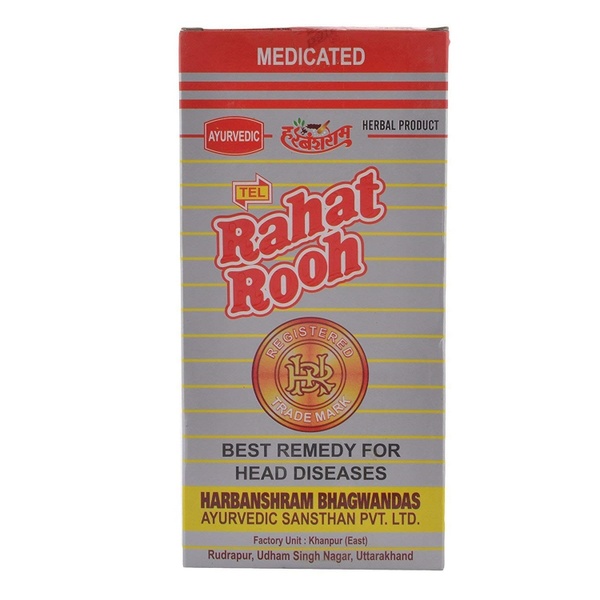 MEDICATED
AYURVEDIC
हरबंशराम
HERBAL PRODUCT
TEL
Rahat
Rooh
REGISTERED
HBR
TRADE MARK
BEST REMEDY FOR
HEAD DISEASES
HARBANSHRAM BHAGWANDAS
AYURVEDIC SANSTHAN PVT. LTD.
Factory Unit : Khanpur (East)
Rudrapur, Udham Singh Nagar, Uttarakhand